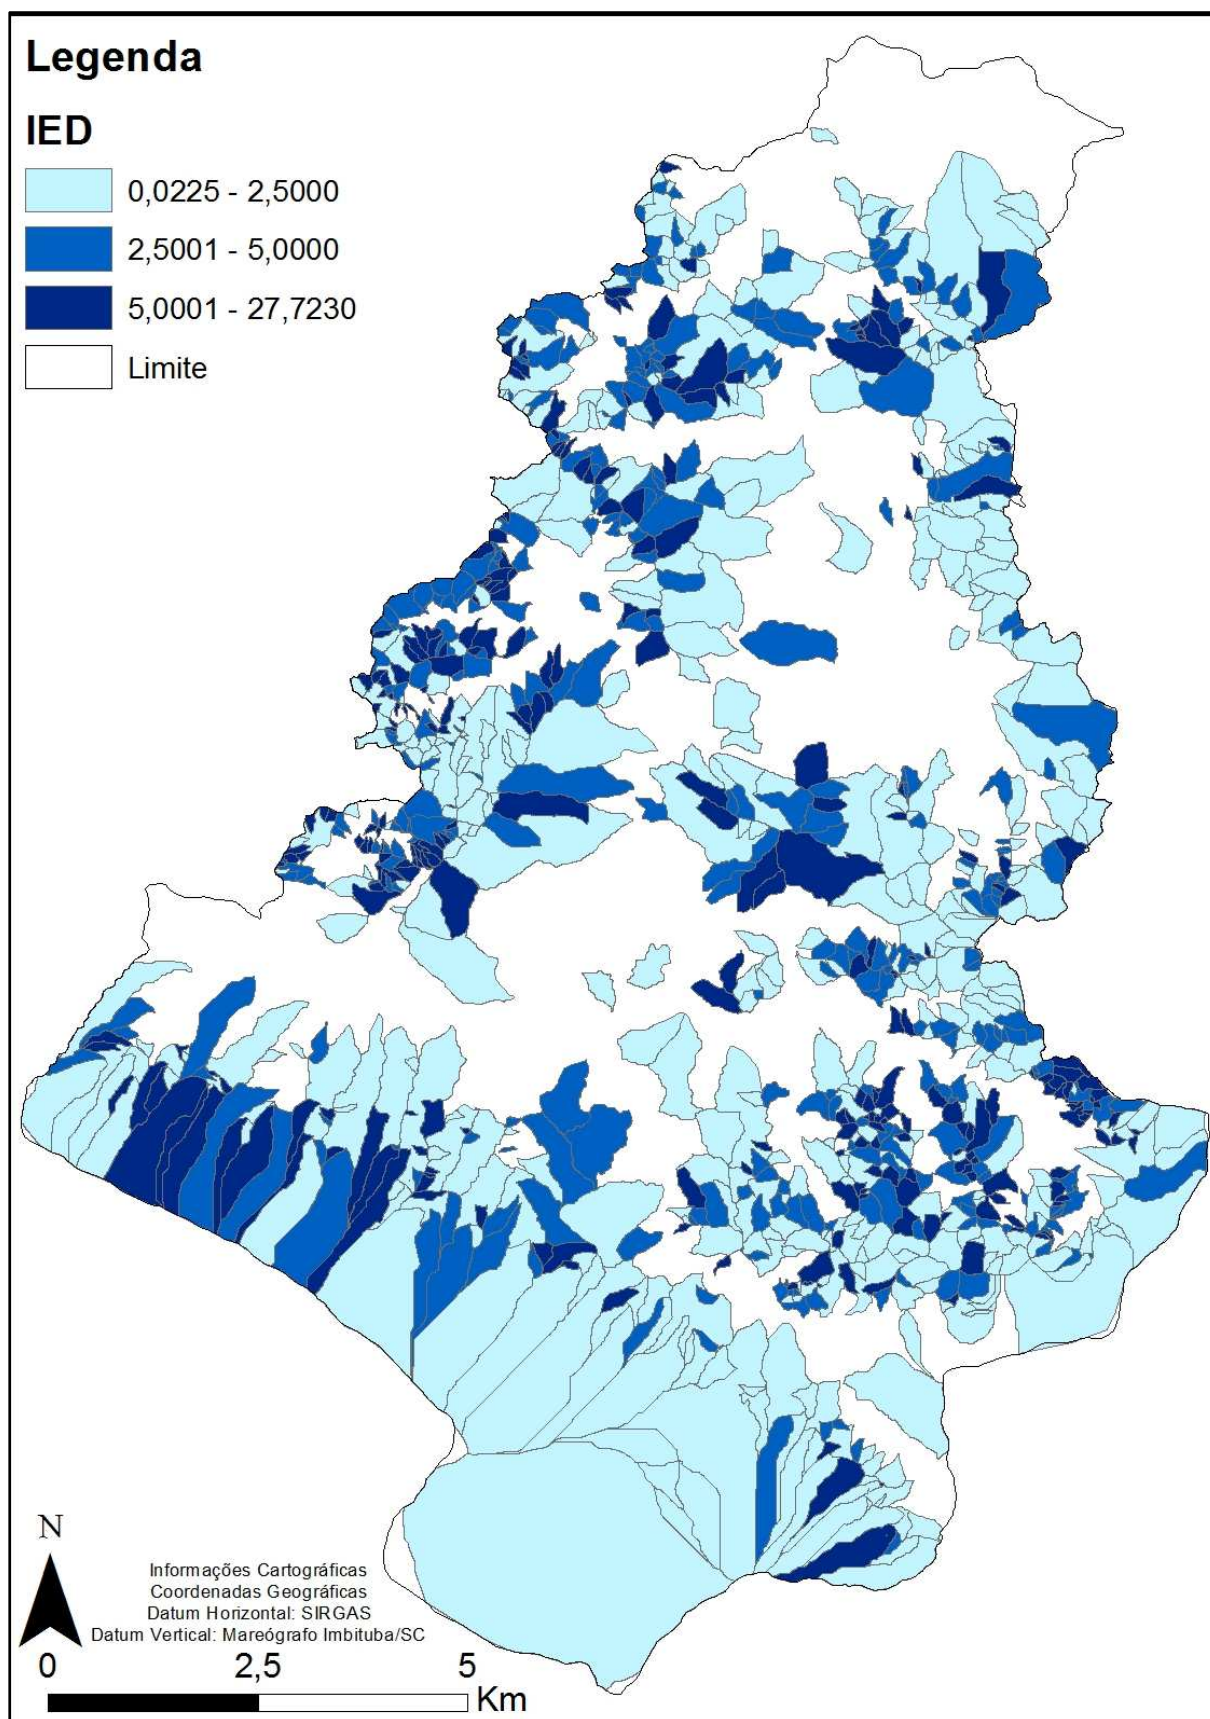 Legenda
IED
0,0225 - 2,5000
2,5001 - 5,0000
5,0001 - 27,7230
Limite
N
Informações Cartográficas
Coordenadas Geográficas
Datum Horizontal: SIRGAS
Datum Vertical: Mareógrafo Imbituba/SC
0 2,5 5
Km